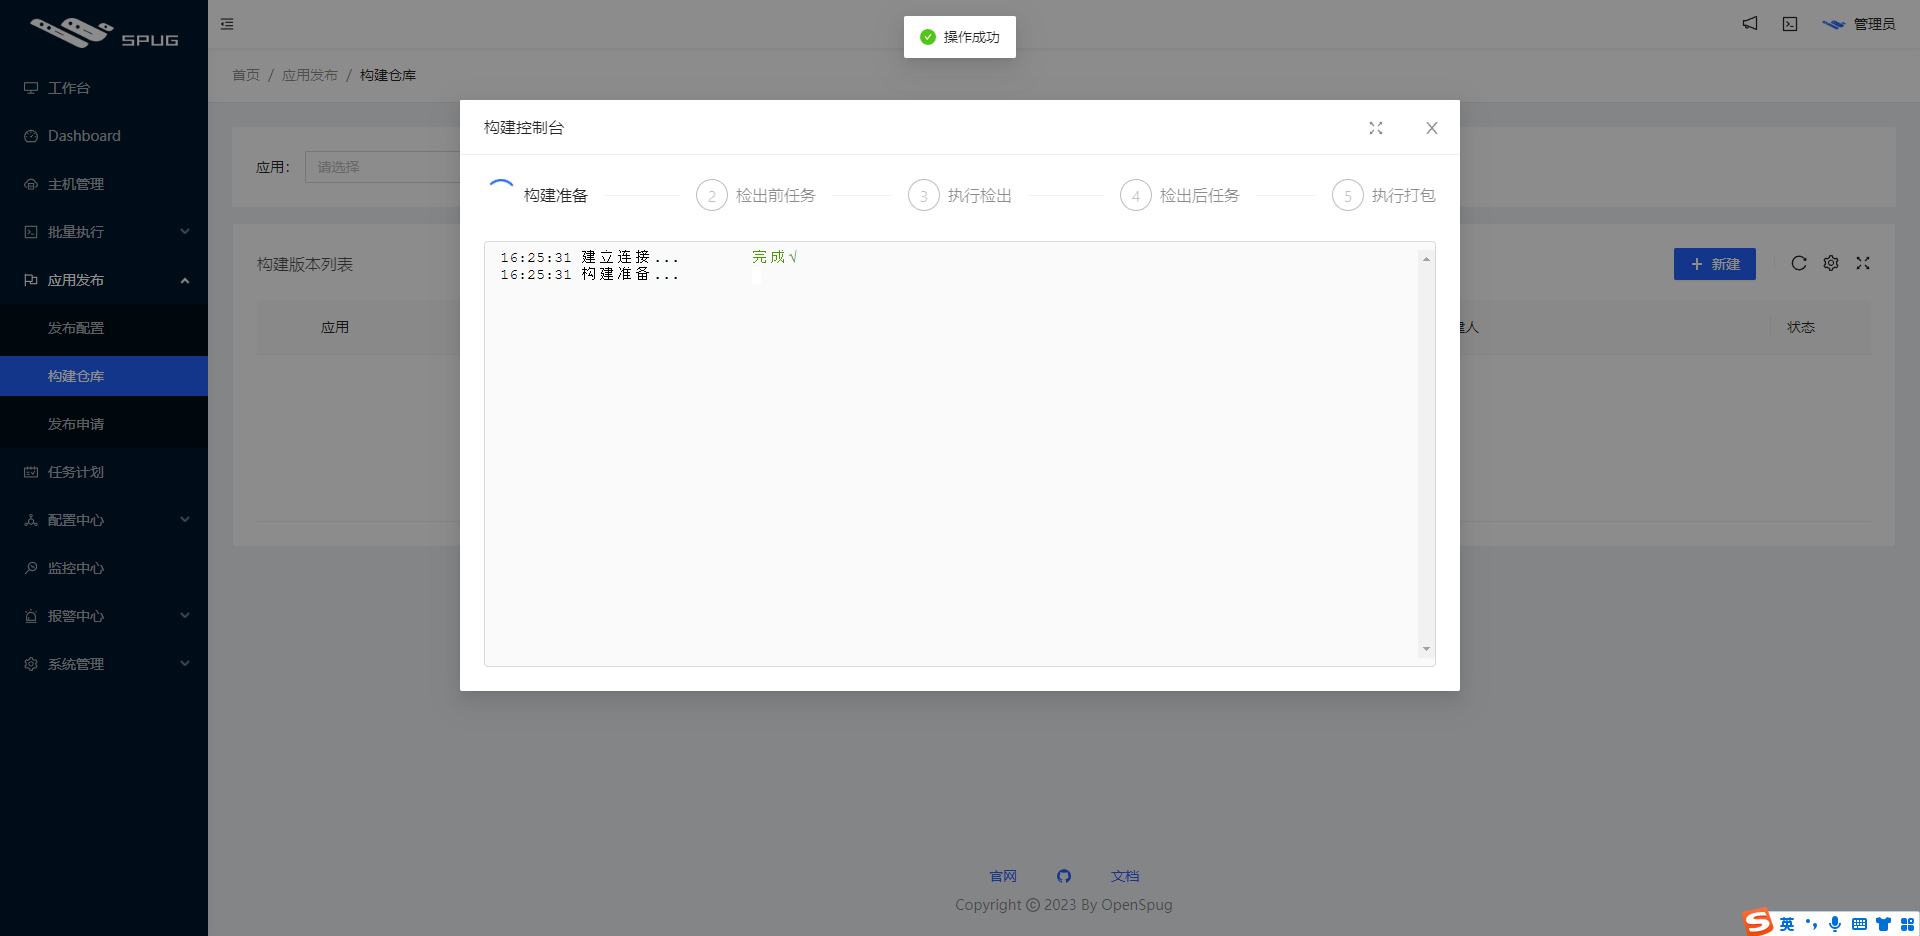 SPUG
操作成功
管理员
首页 / 应用发布 / 构建仓库
工作台
Dashboard
主机管理
批量执行
应用发布
发布配置
构建仓库
发布申请
任务计划
配置中心
监控中心
报警中心
系统管理
应用：
请选择
构建版本列表
新建
应用
建人
状态
构建控制台
构建准备
2 检出前任务
3 执行检出
4 检出后任务
5 执行打包
16:25:31 建立连接... 完成√
16:25:31 构建准备...
官网
文档
Copyright © 2023 By OpenSpug
S 英